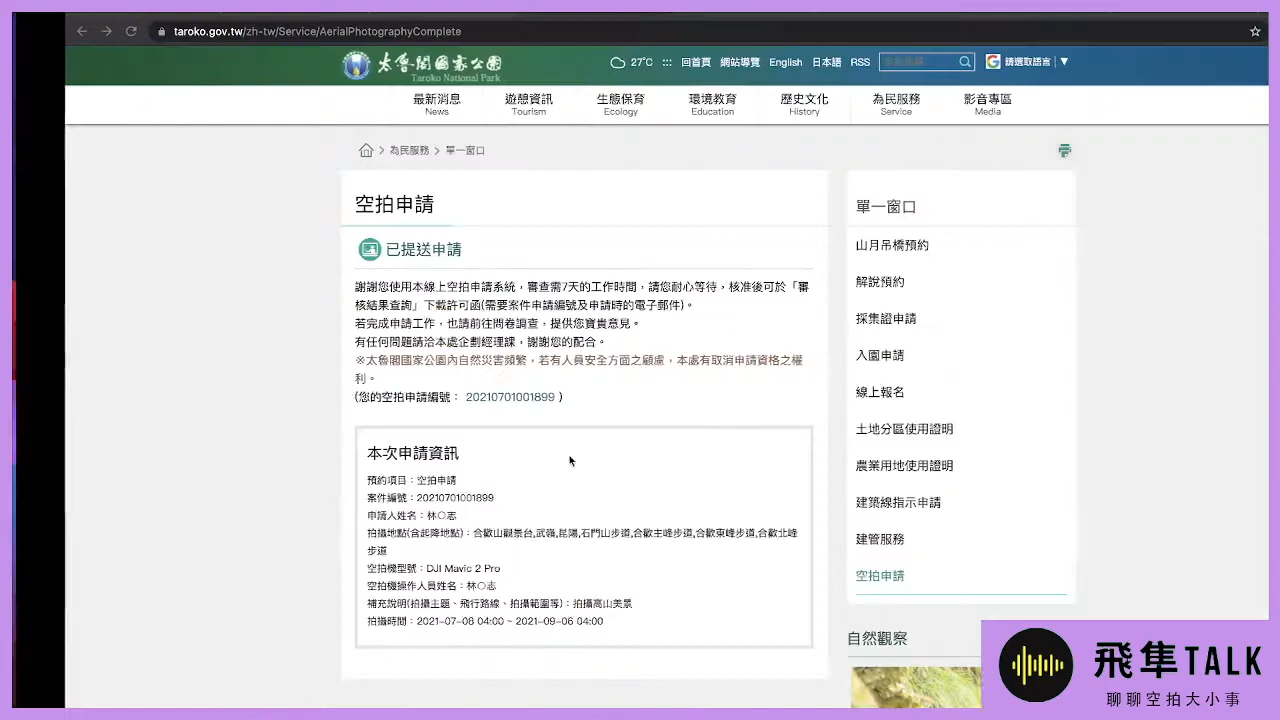 taroko.gov.tw/zh-tw/Service/AerialPhotographyComplete
太魯閣國家公園
Taroko National Park
27°C
回首頁
網站導覽
English
日本語
RSS
請選取語言
▼
最新消息
News
遊憩資訊
Tourism
生態保育
Ecology
環境教育
Education
歷史文化
History
為民服務
Service
影音專區
Media
> 為民服務 > 單一窗口
空拍申請
已提送申請
謝謝您使用本線上空拍申請系統，審查需7天的工作時間，請您耐心等待，核准後可於「審
核結果查詢」下載許可函(需要案件申請編號及申請時的電子郵件)。
若完成申請工作，也請前往問卷調查，提供您寶貴意見。
有任何問題請洽本處企劃經理課，謝謝您的配合。
※太魯閣國家公園內自然災害頻繁，若有人員安全方面之顧慮，本處有取消申請資格之權
利。
(您的空拍申請編號： 20210701001899 )
本次申請資訊
預約項目：空拍申請
案件編號：20210701001899
申請人姓名：林○志
拍攝地點(含起降地點)：合歡山觀景台,武嶺,昆陽,石門山步道,合歡主峰步道,合歡東峰步道,合歡北峰
步道
空拍機型號：DJI Mavic 2 Pro
空拍機操作人員姓名：林○志
補充說明(拍攝主題、飛行路線、拍攝範圍等)：拍攝高山美景
拍攝時間：2021-07-08 04:00 ~ 2021-09-06 04:00
單一窗口
山月吊橋預約
解說預約
採集證申請
入園申請
線上報名
土地分區使用證明
農業用地使用證明
建築線指示申請
建管服務
空拍申請
自然觀察
飛隼TALK
聊聊空拍大小事